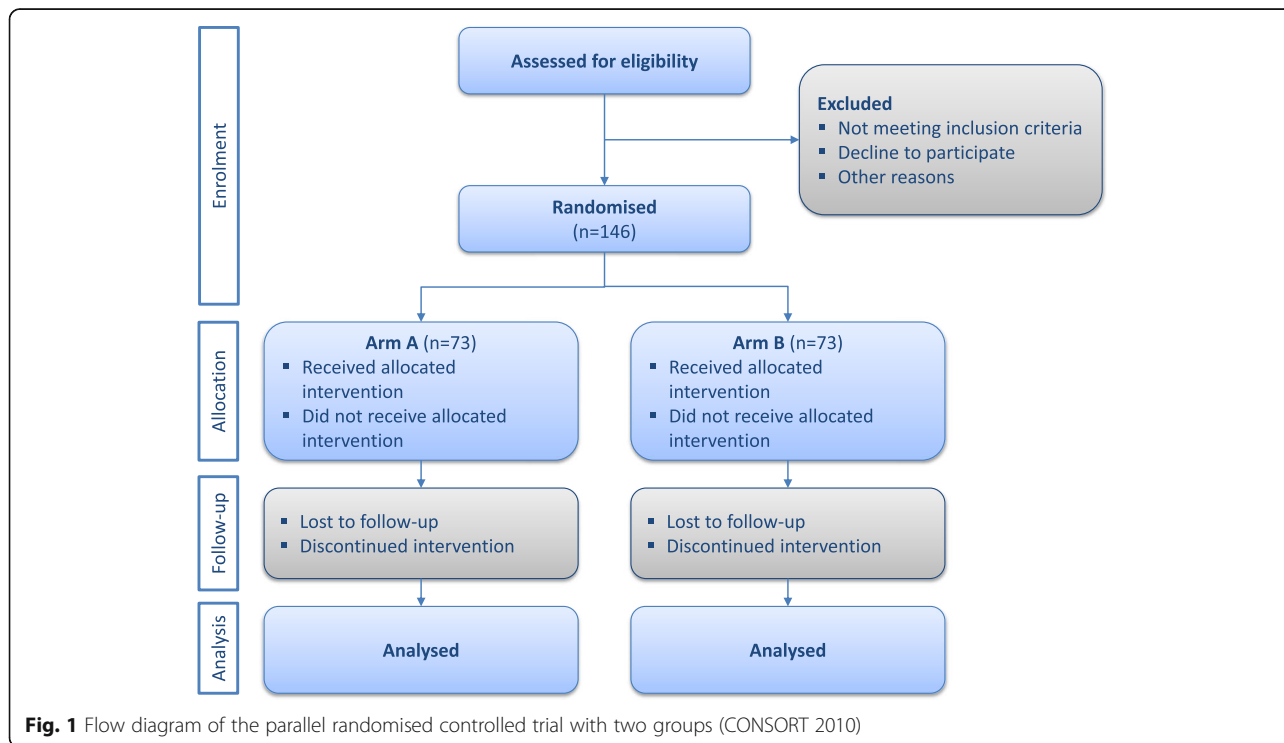 Enrolment
Assessed for eligibility
Excluded
▪ Not meeting inclusion criteria
▪ Decline to participate
▪ Other reasons
Randomised
(n=146)
Allocation
Arm A (n=73)
▪ Received allocated
intervention
▪ Did not receive allocated
intervention
Arm B (n=73)
▪ Received allocated
intervention
▪ Did not receive allocated
intervention
Follow-up
▪ Lost to follow-up
▪ Discontinued intervention
▪ Lost to follow-up
▪ Discontinued intervention
Analysis
Analysed
Analysed
Fig. 1 Flow diagram of the parallel randomised controlled trial with two groups (CONSORT 2010)